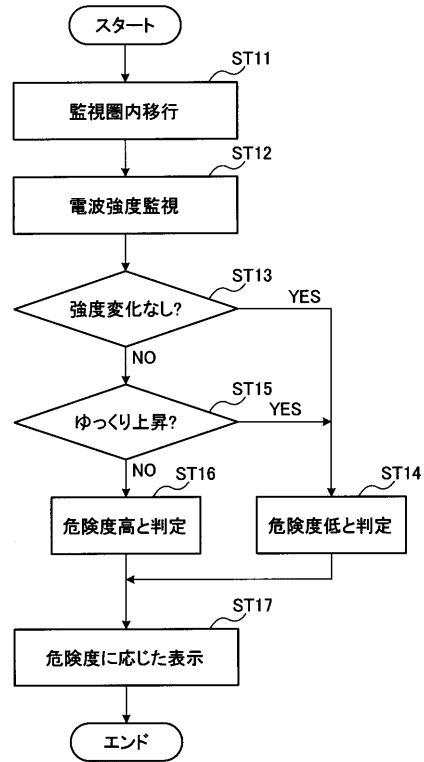 スタート
ST11
監視圏内移行
ST12
電波強度監視
ST13
強度変化なし?
YES
NO
ST15
ゆっくり上昇?
YES
NO
ST16
危険度高と判定
ST14
危険度低と判定
ST17
危険度に応じた表示
エンド